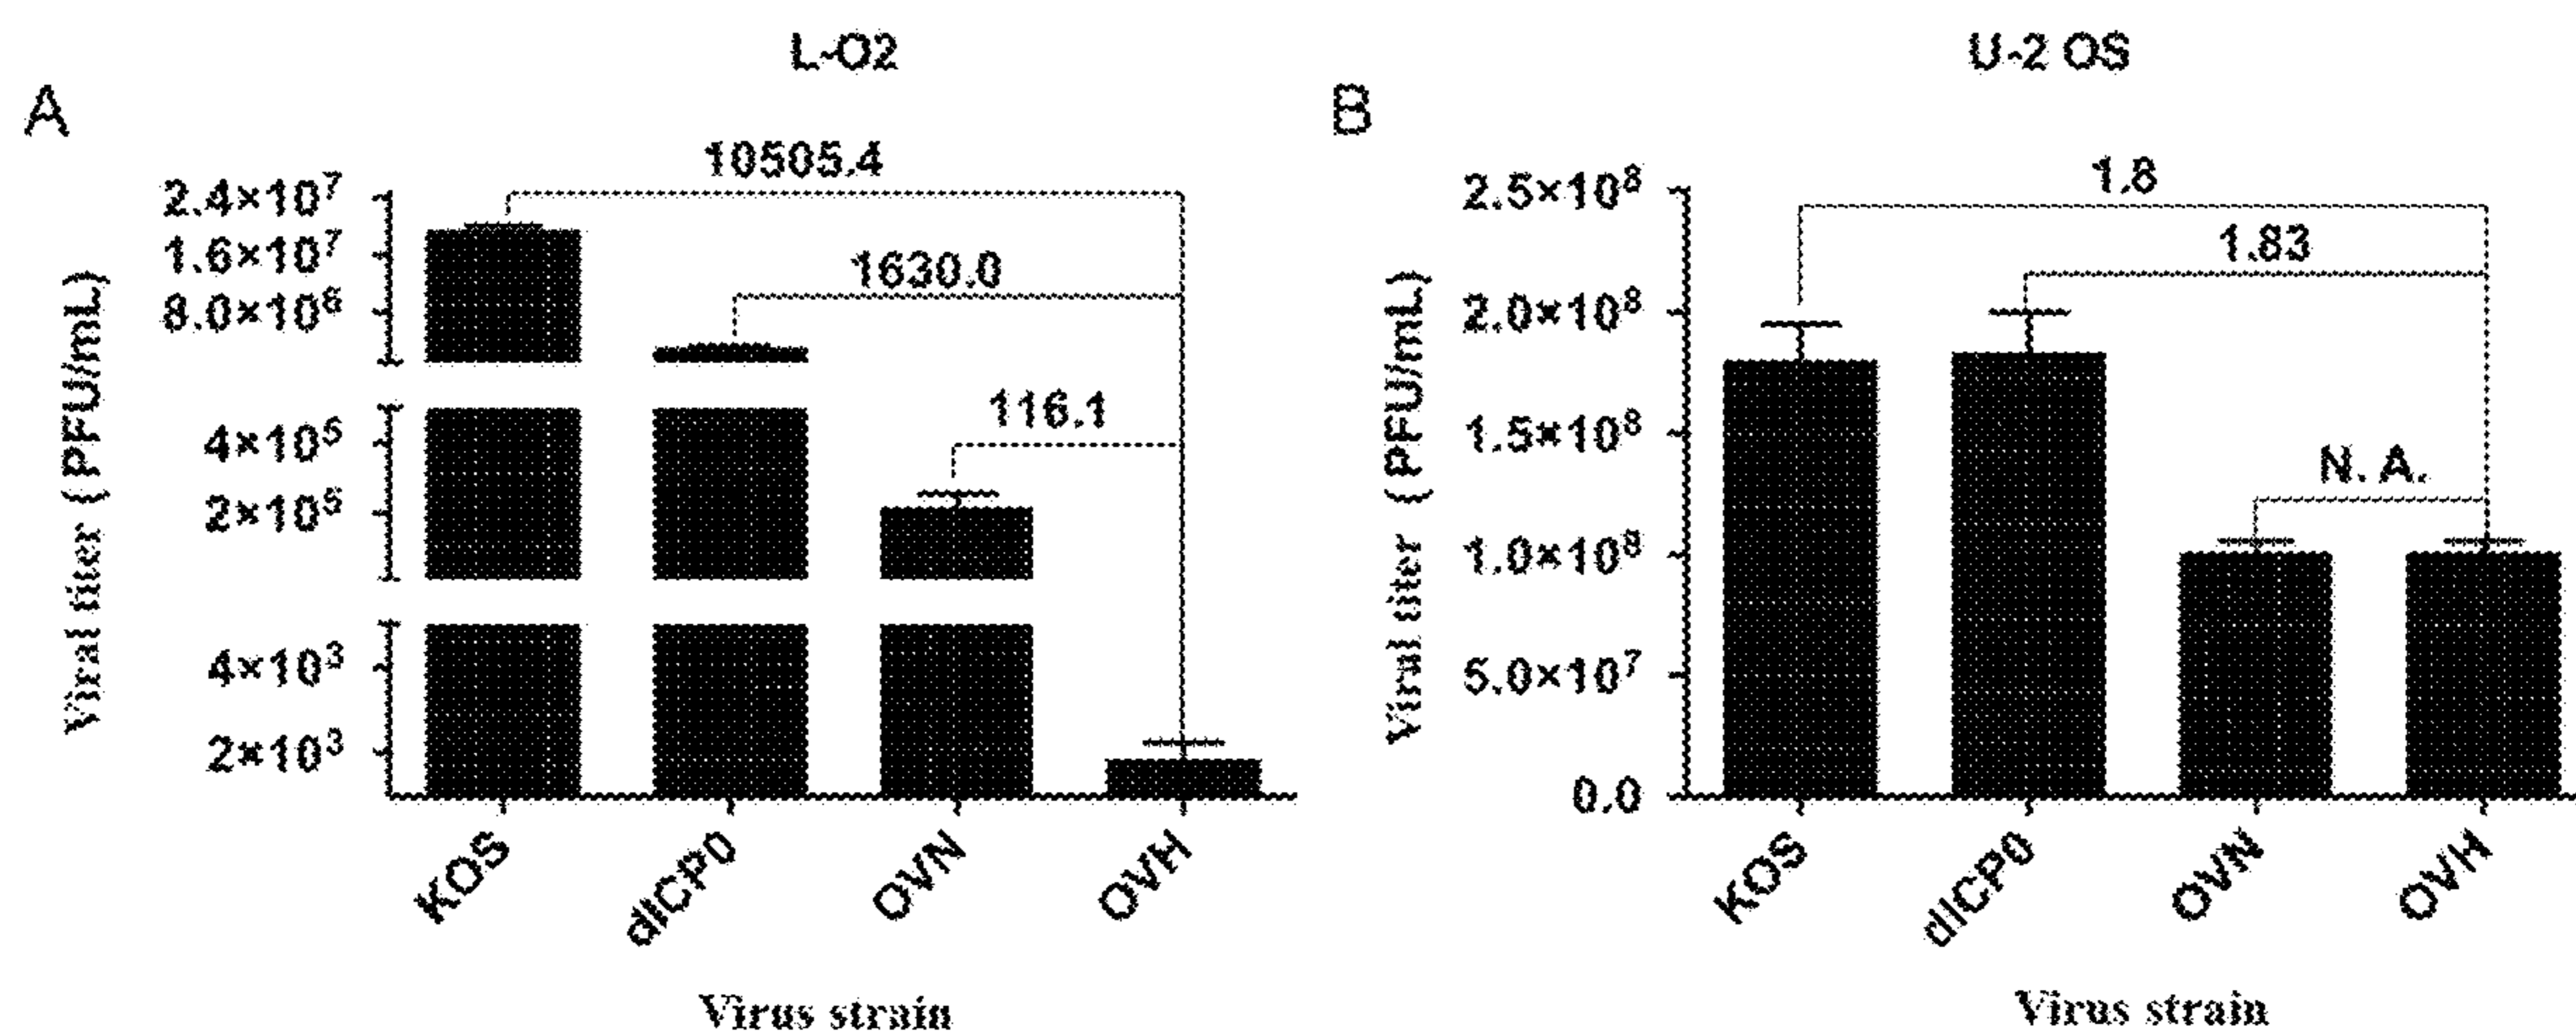 A
L-O2
Viral titer (PFU/mL)
2.4×10⁷
1.6×10⁷
8.0×10⁶
4×10⁵
2×10⁵
4×10³
2×10³
10505.4
1630.0
116.1
KOS
dICP0
OVN
OVH
Virus strain
B
U-2 OS
Viral titer (PFU/mL)
2.5×10⁸
2.0×10⁸
1.5×10⁸
1.0×10⁸
5.0×10⁷
0.0
1.8
1.83
N. A.
KOS
dICP0
OVN
OVH
Virus strain